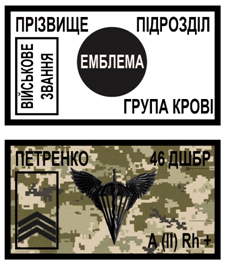 ПРІЗВИЩЕ ПІДРОЗДІЛ
ВІЙСЬКОВЕ
ЗВАННЯ
ЕМБЛЕМА
ГРУПА КРОВІ
ПЕТРЕНКО 46 ДШБР
A (II) Rh +